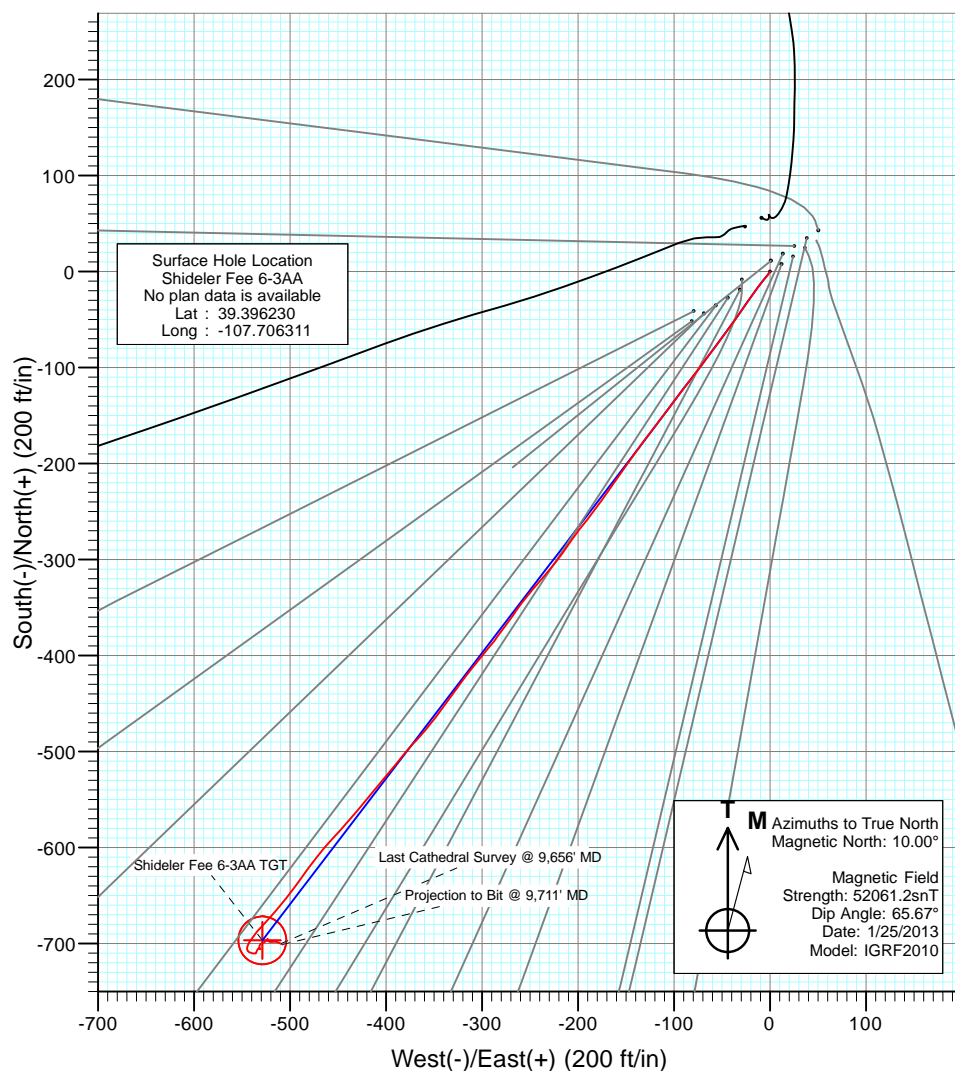 200
100
0
-100
-200
-300
-400
-500
-600
-700
South(-)/North(+) (200 ft/in)
Surface Hole Location
Shideler Fee 6-3AA
No plan data is available
Lat : 39.396230
Long : -107.706311
Shideler Fee 6-3AA TGT
Last Cathedral Survey @ 9,656' MD
Projection to Bit @ 9,711' MD
T
M
Azimuths to True North
Magnetic North: 10.00°
Magnetic Field
Strength: 52061.2snT
Dip Angle: 65.67°
Date: 1/25/2013
Model: IGRF2010
-700 -600 -500 -400 -300 -200 -100 0 100
West(-)/East(+) (200 ft/in)